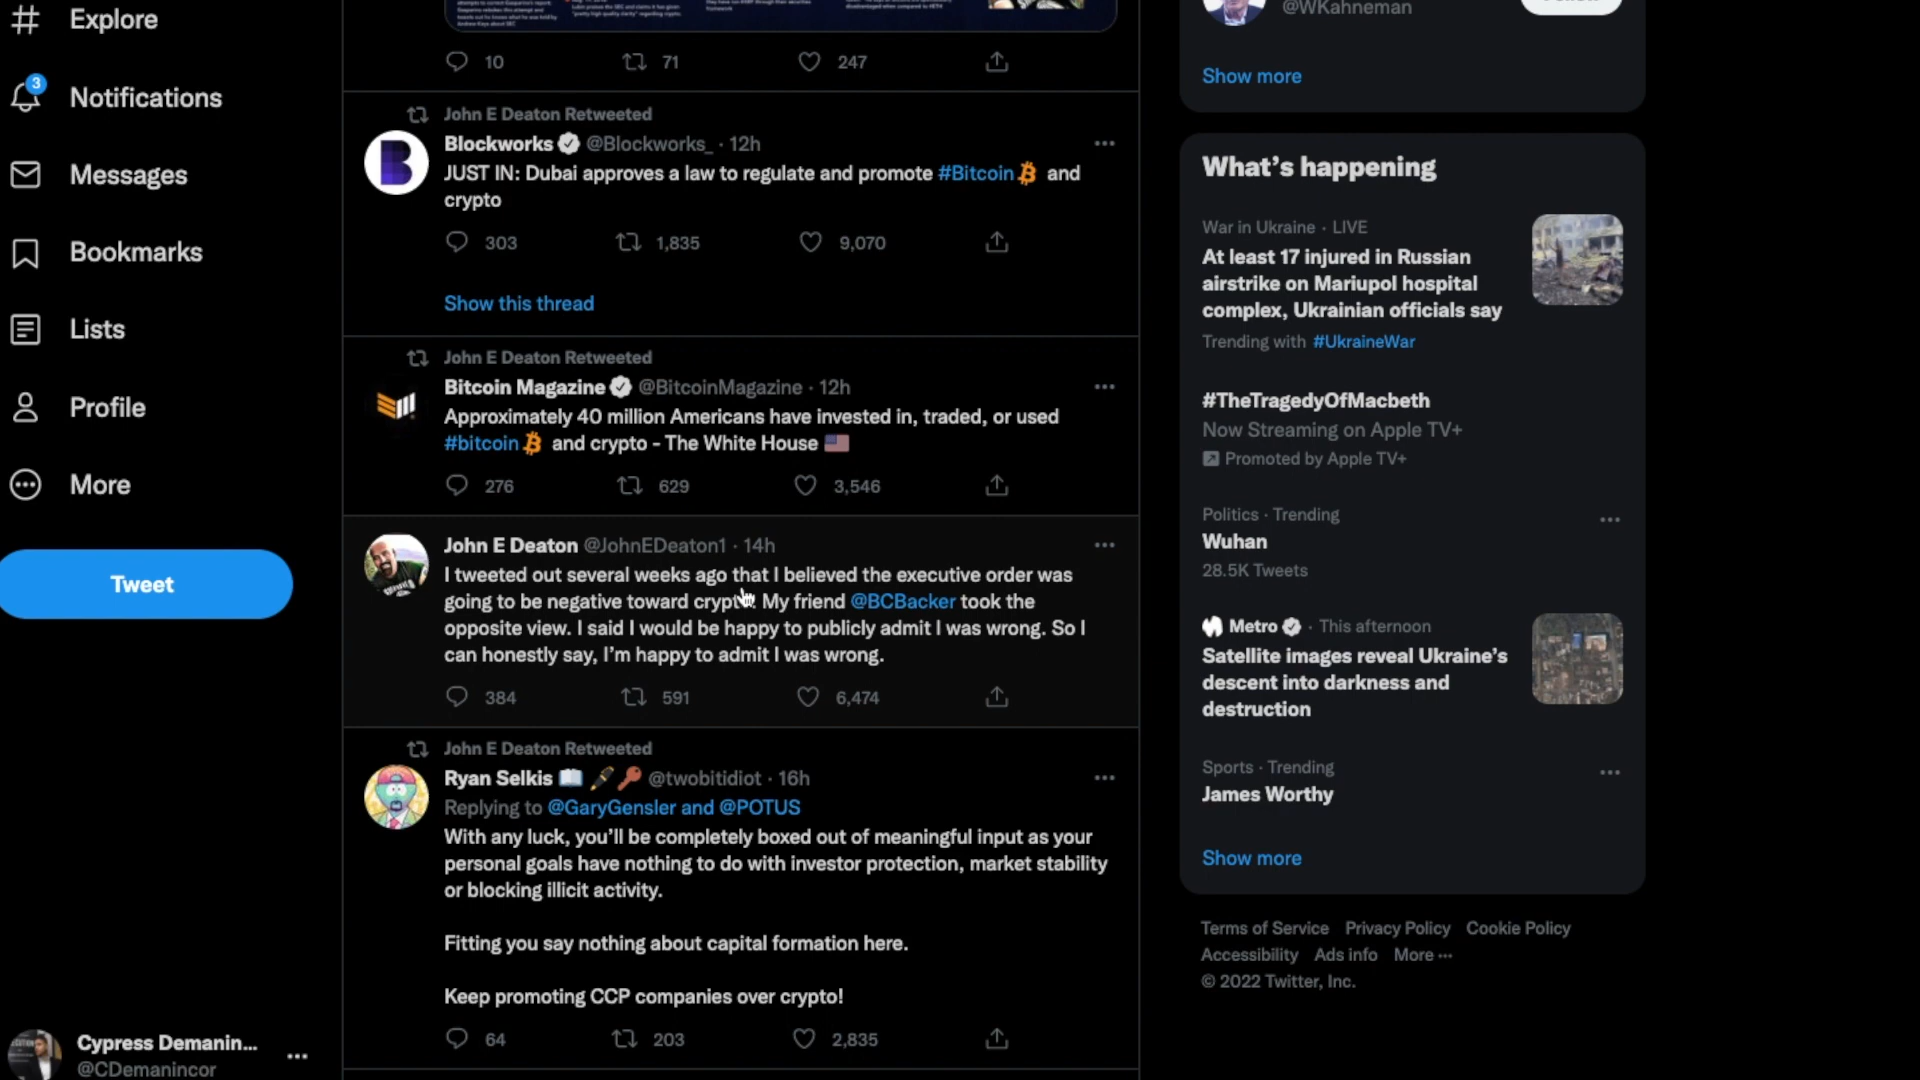 Explore
3
Notifications
Messages
Bookmarks
Lists
Profile
More
Tweet
Cypress Demanin...
@CDemanincor
10 71 247
John E Deaton Retweeted
Blockworks @Blockworks_ · 12h
JUST IN: Dubai approves a law to regulate and promote #Bitcoin and
crypto
303 1,835 9,070
Show this thread
John E Deaton Retweeted
Bitcoin Magazine @BitcoinMagazine · 12h
Approximately 40 million Americans have invested in, traded, or used
#bitcoin and crypto - The White House 🇺🇸
276 629 3,546
John E Deaton @JohnEDeaton1 · 14h
I tweeted out several weeks ago that I believed the executive order was
going to be negative toward crypto. My friend @BCBacker took the
opposite view. I said I would be happy to publicly admit I was wrong. So I
can honestly say, I'm happy to admit I was wrong.
384 591 6,474
John E Deaton Retweeted
Ryan Selkis 📖 🖋️ 🔑 @twobitidiot · 16h
Replying to @GaryGensler and @POTUS
With any luck, you'll be completely boxed out of meaningful input as your
personal goals have nothing to do with investor protection, market stability
or blocking illicit activity.
Fitting you say nothing about capital formation here.
Keep promoting CCP companies over crypto!
64 203 2,835
@WKahneman
Show more
What's happening
War in Ukraine · LIVE
At least 17 injured in Russian
airstrike on Mariupol hospital
complex, Ukrainian officials say
Trending with #UkraineWar
#TheTragedyOfMacbeth
Now Streaming on Apple TV+
Promoted by Apple TV+
Politics · Trending
Wuhan
28.5K Tweets
Metro · This afternoon
Satellite images reveal Ukraine's
descent into darkness and
destruction
Sports · Trending
James Worthy
Show more
Terms of Service Privacy Policy Cookie Policy
Accessibility Ads info More ···
© 2022 Twitter, Inc.